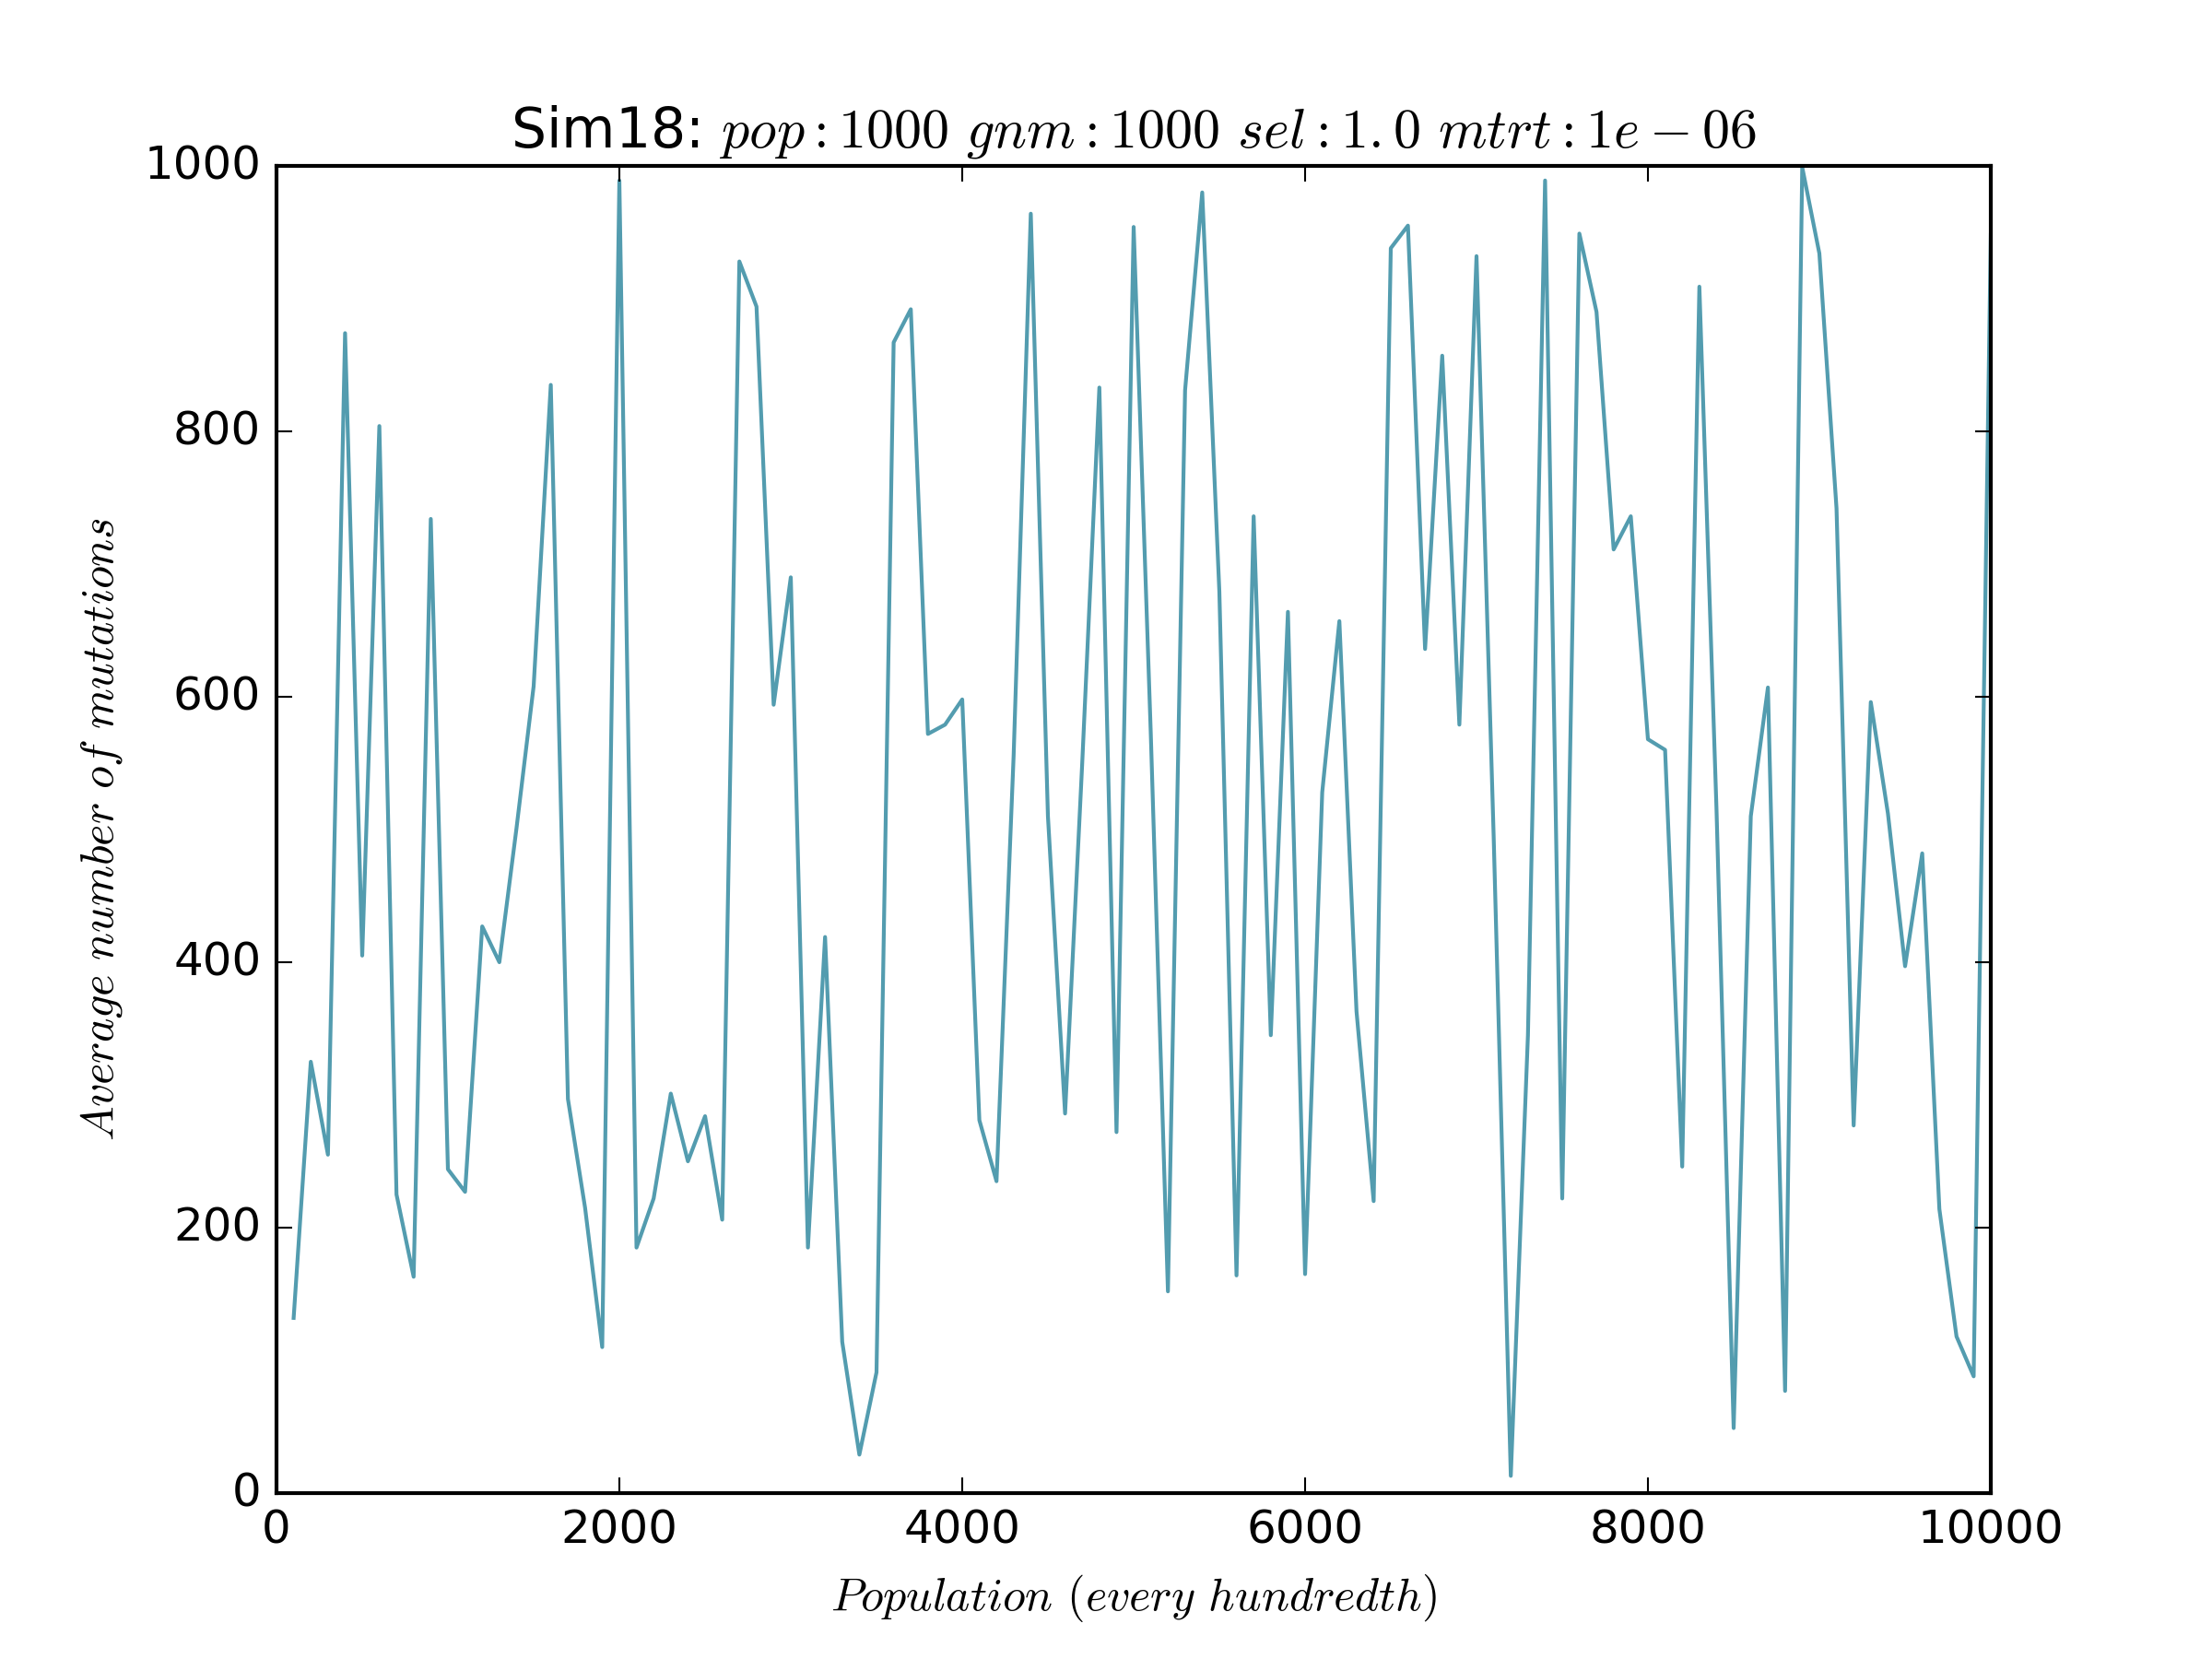 Sim18: pop : 1000 gnm : 1000 sel : 1.0 mtrt : 1e − 06
1000
800
600
400
200
0
Average number of mutations
0 2000 4000 6000 8000 10000
Population (every hundredth)